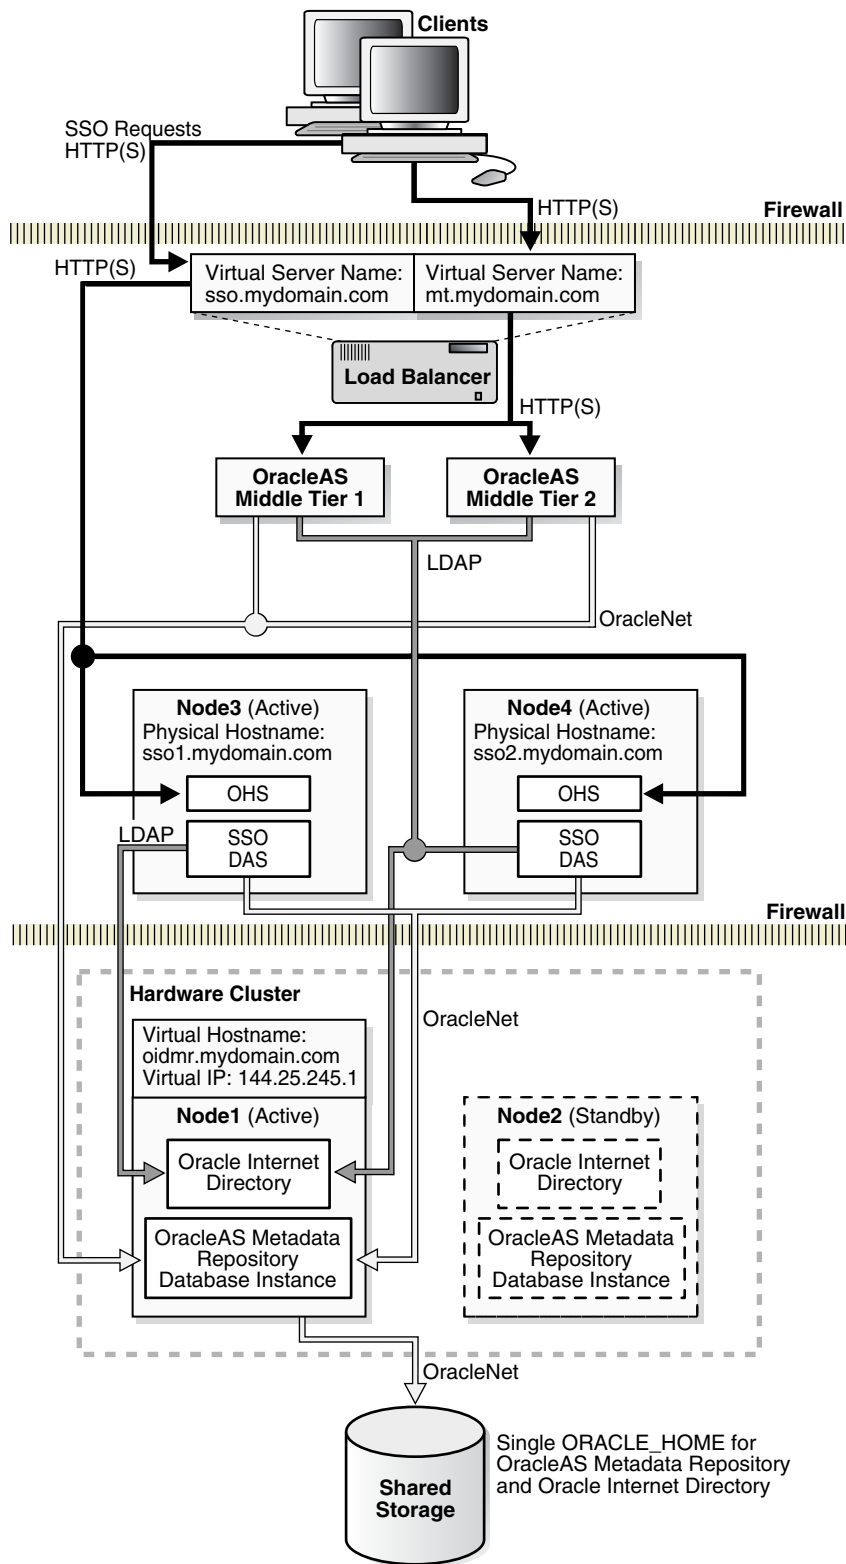 Clients
SSO Requests
HTTP(S)
HTTP(S)
Firewall
HTTP(S)
Virtual Server Name:
sso.mydomain.com
Virtual Server Name:
mt.mydomain.com
Load Balancer
HTTP(S)
OracleAS
Middle Tier 1
OracleAS
Middle Tier 2
LDAP
OracleNet
Node3 (Active)
Physical Hostname:
sso1.mydomain.com
OHS
LDAP
SSO
DAS
Node4 (Active)
Physical Hostname:
sso2.mydomain.com
OHS
SSO
DAS
Firewall
Hardware Cluster
OracleNet
Virtual Hostname:
oidmr.mydomain.com
Virtual IP: 144.25.245.1
Node1 (Active)
Oracle Internet
Directory
OracleAS Metadata
Repository
Database Instance
Node2 (Standby)
Oracle Internet
Directory
OracleAS Metadata
Repository
Database Instance
OracleNet
Shared
Storage
Single ORACLE_HOME for
OracleAS Metadata Repository
and Oracle Internet Directory